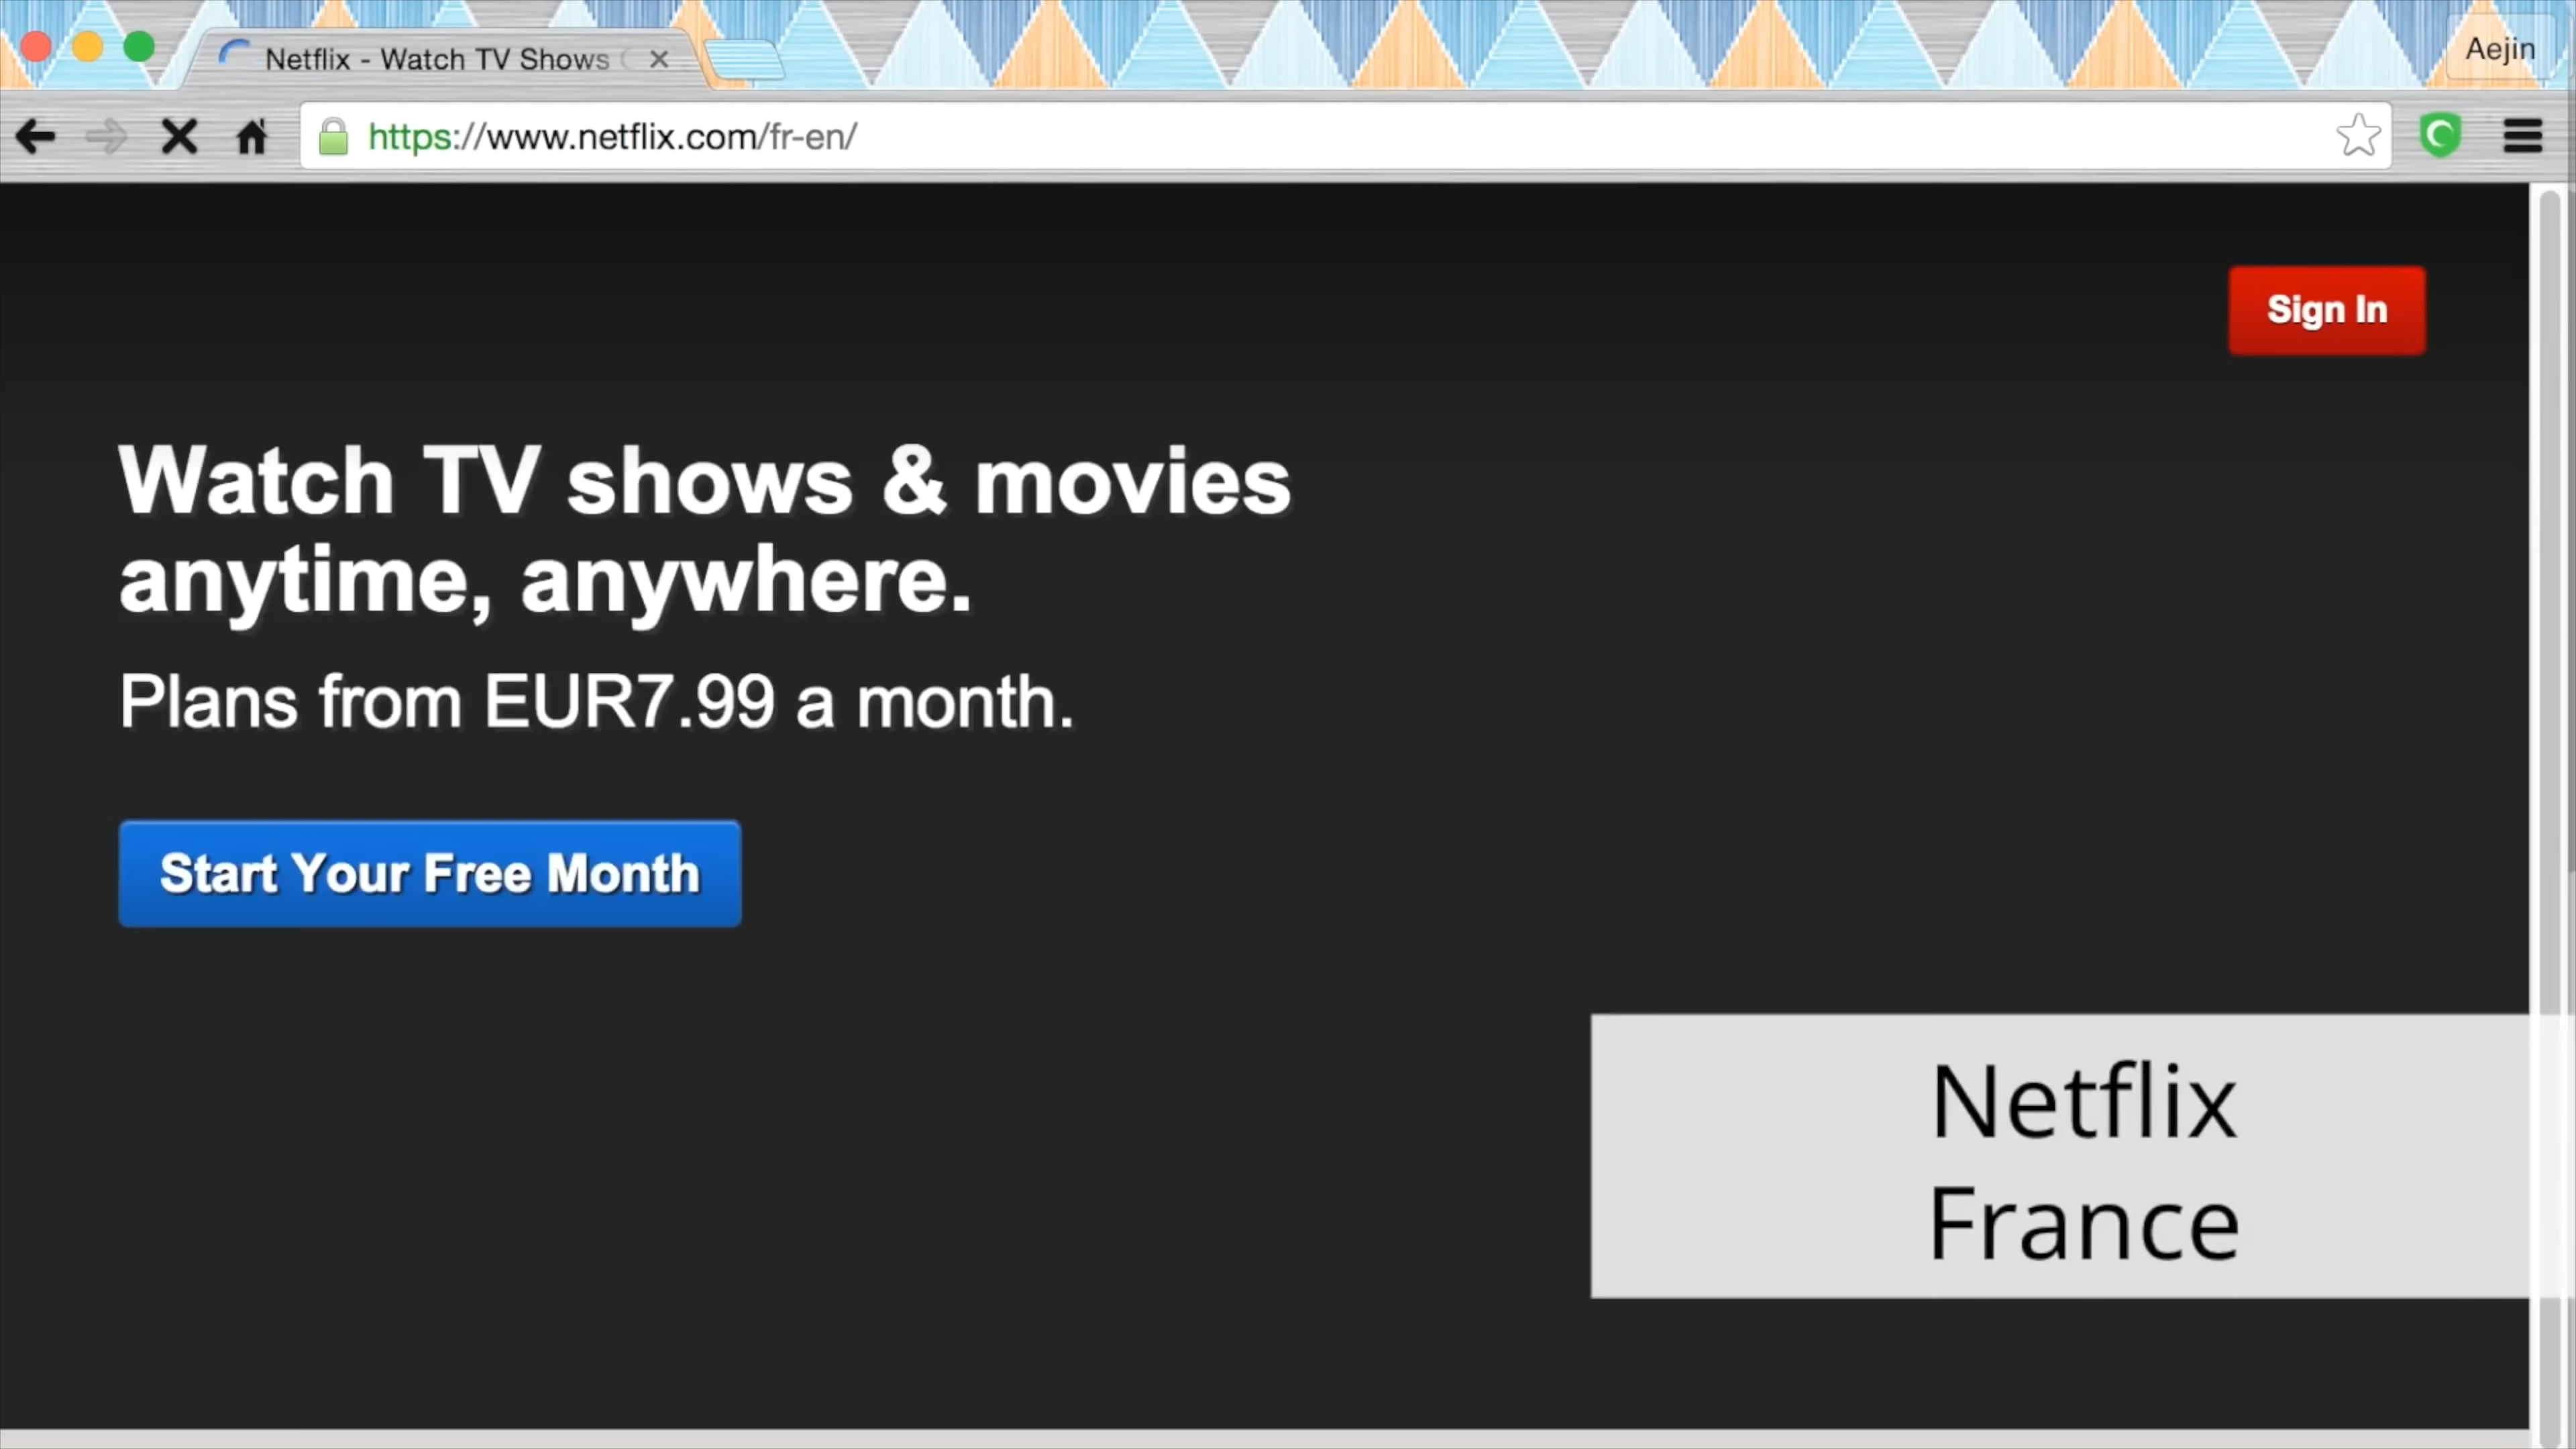 Netflix - Watch TV Shows
Aejin
https://www.netflix.com/fr-en/
Sign In
Watch TV shows & movies
anytime, anywhere.
Plans from EUR7.99 a month.
Start Your Free Month
Netflix
France